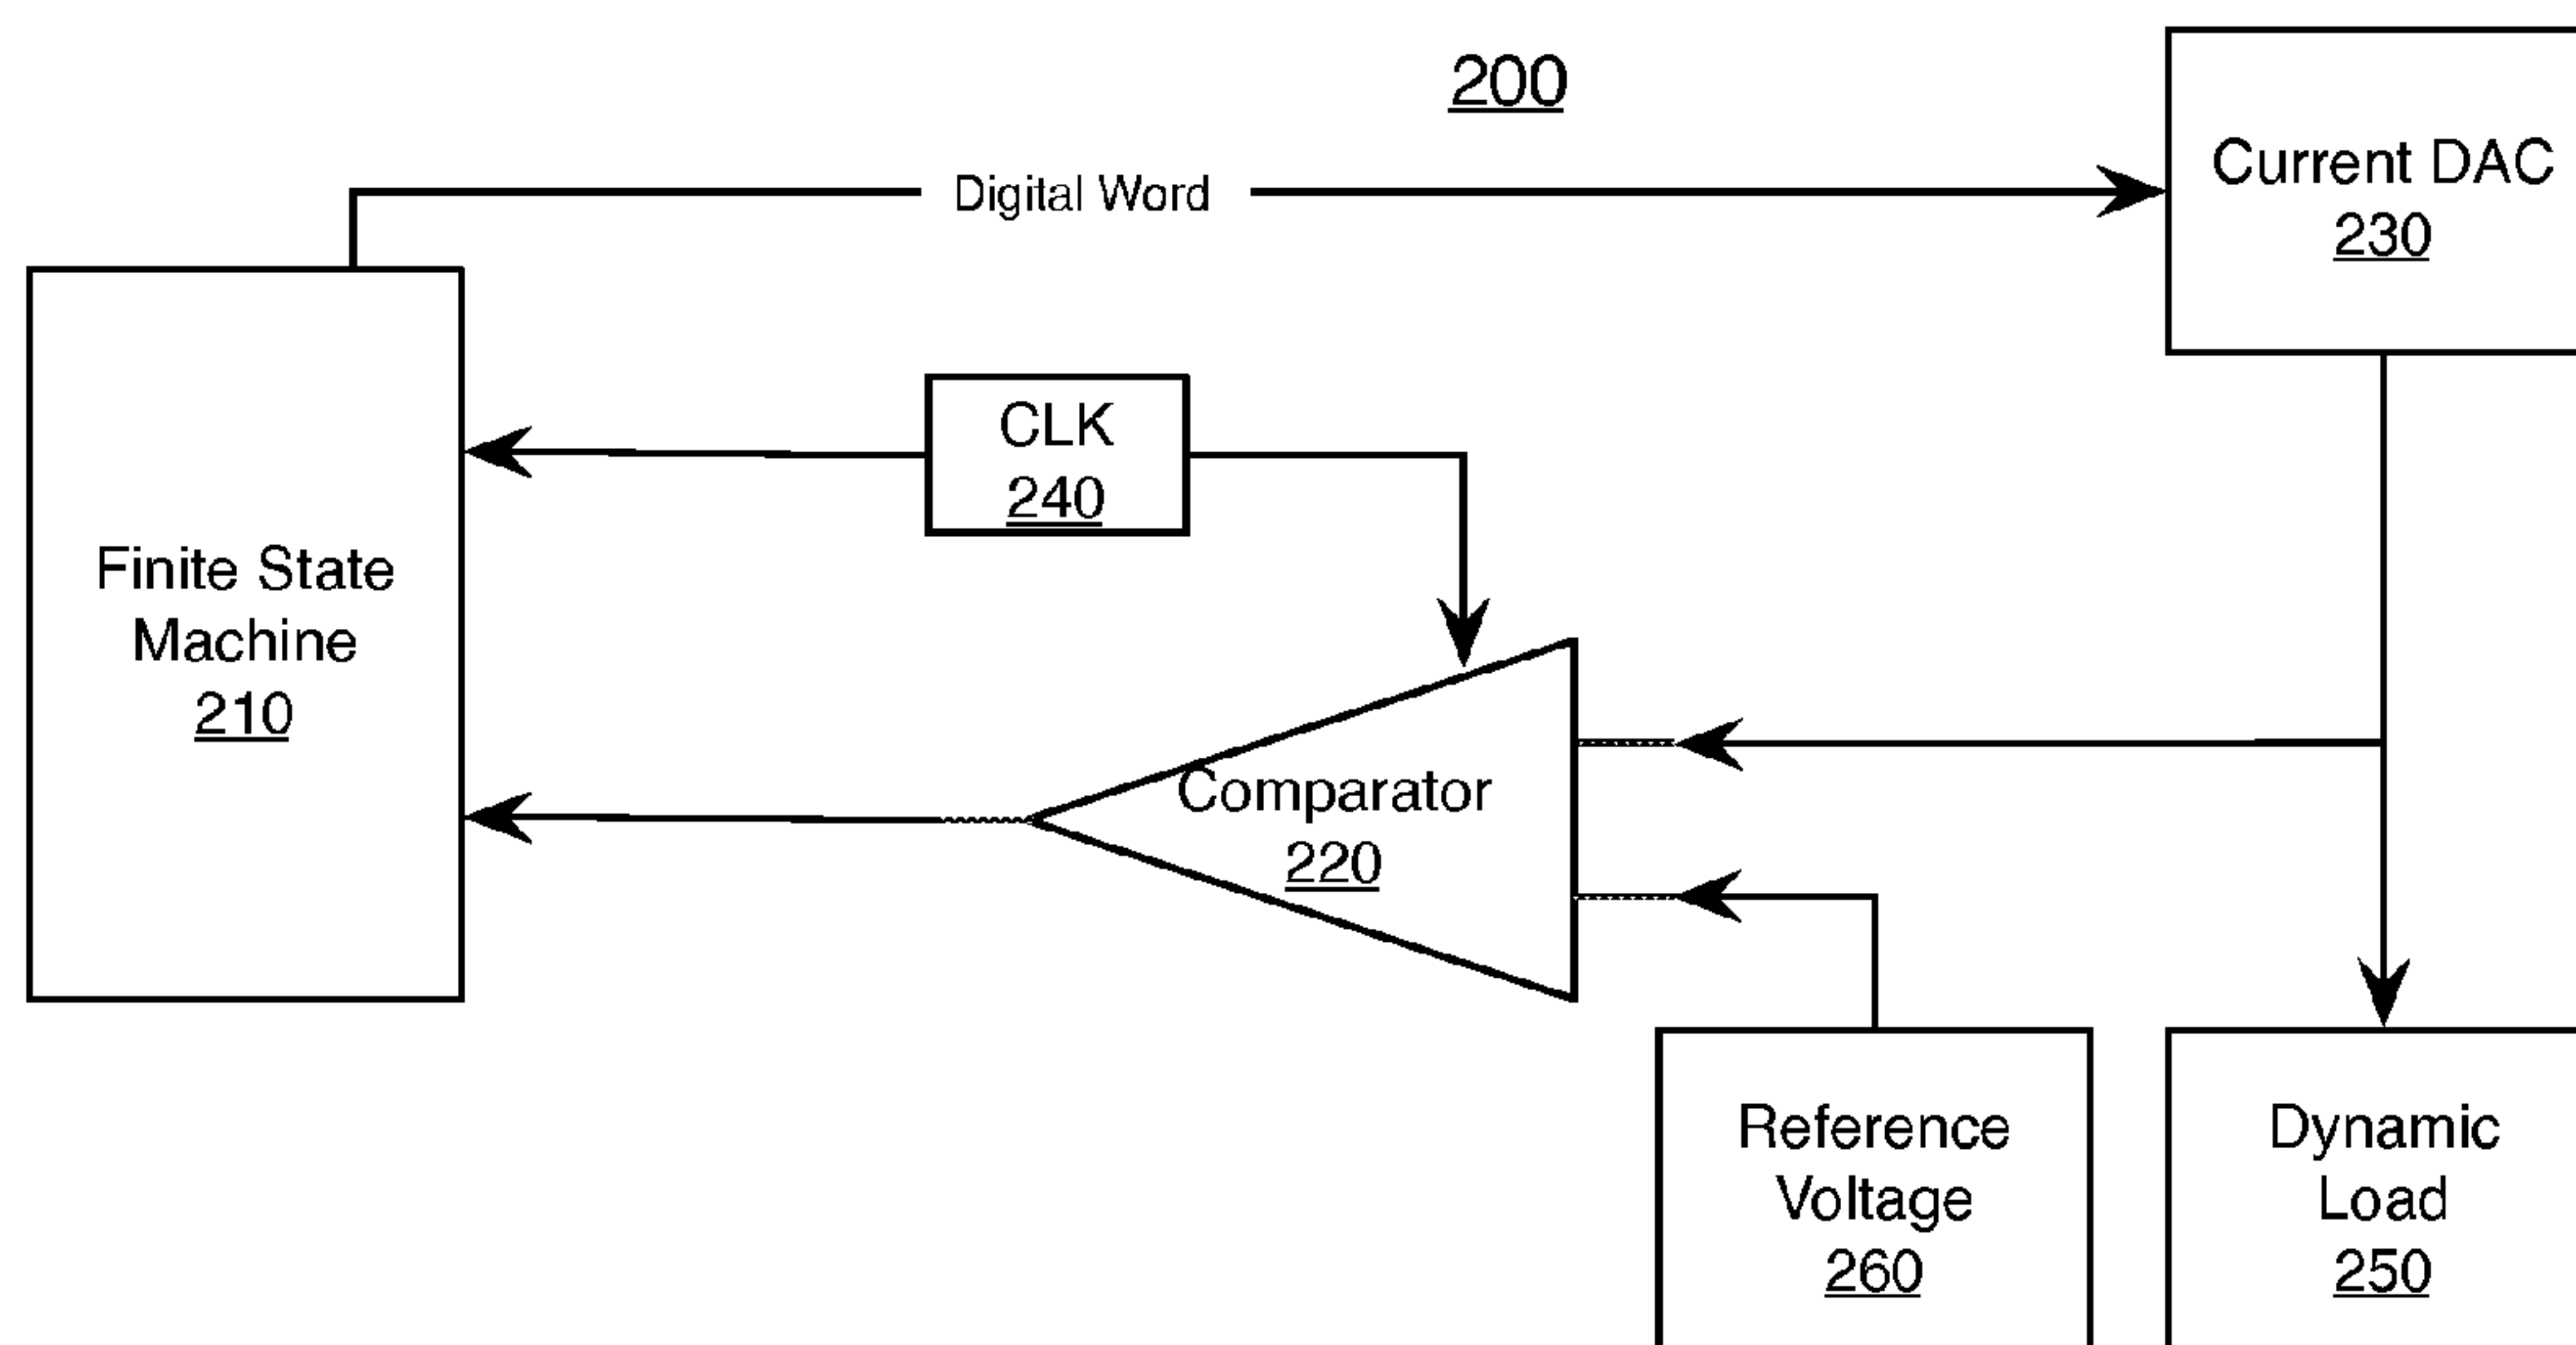 200
Current DAC
230
Digital Word
CLK
240
Finite State
Machine
210
Comparator
220
Reference
Voltage
260
Dynamic
Load
250